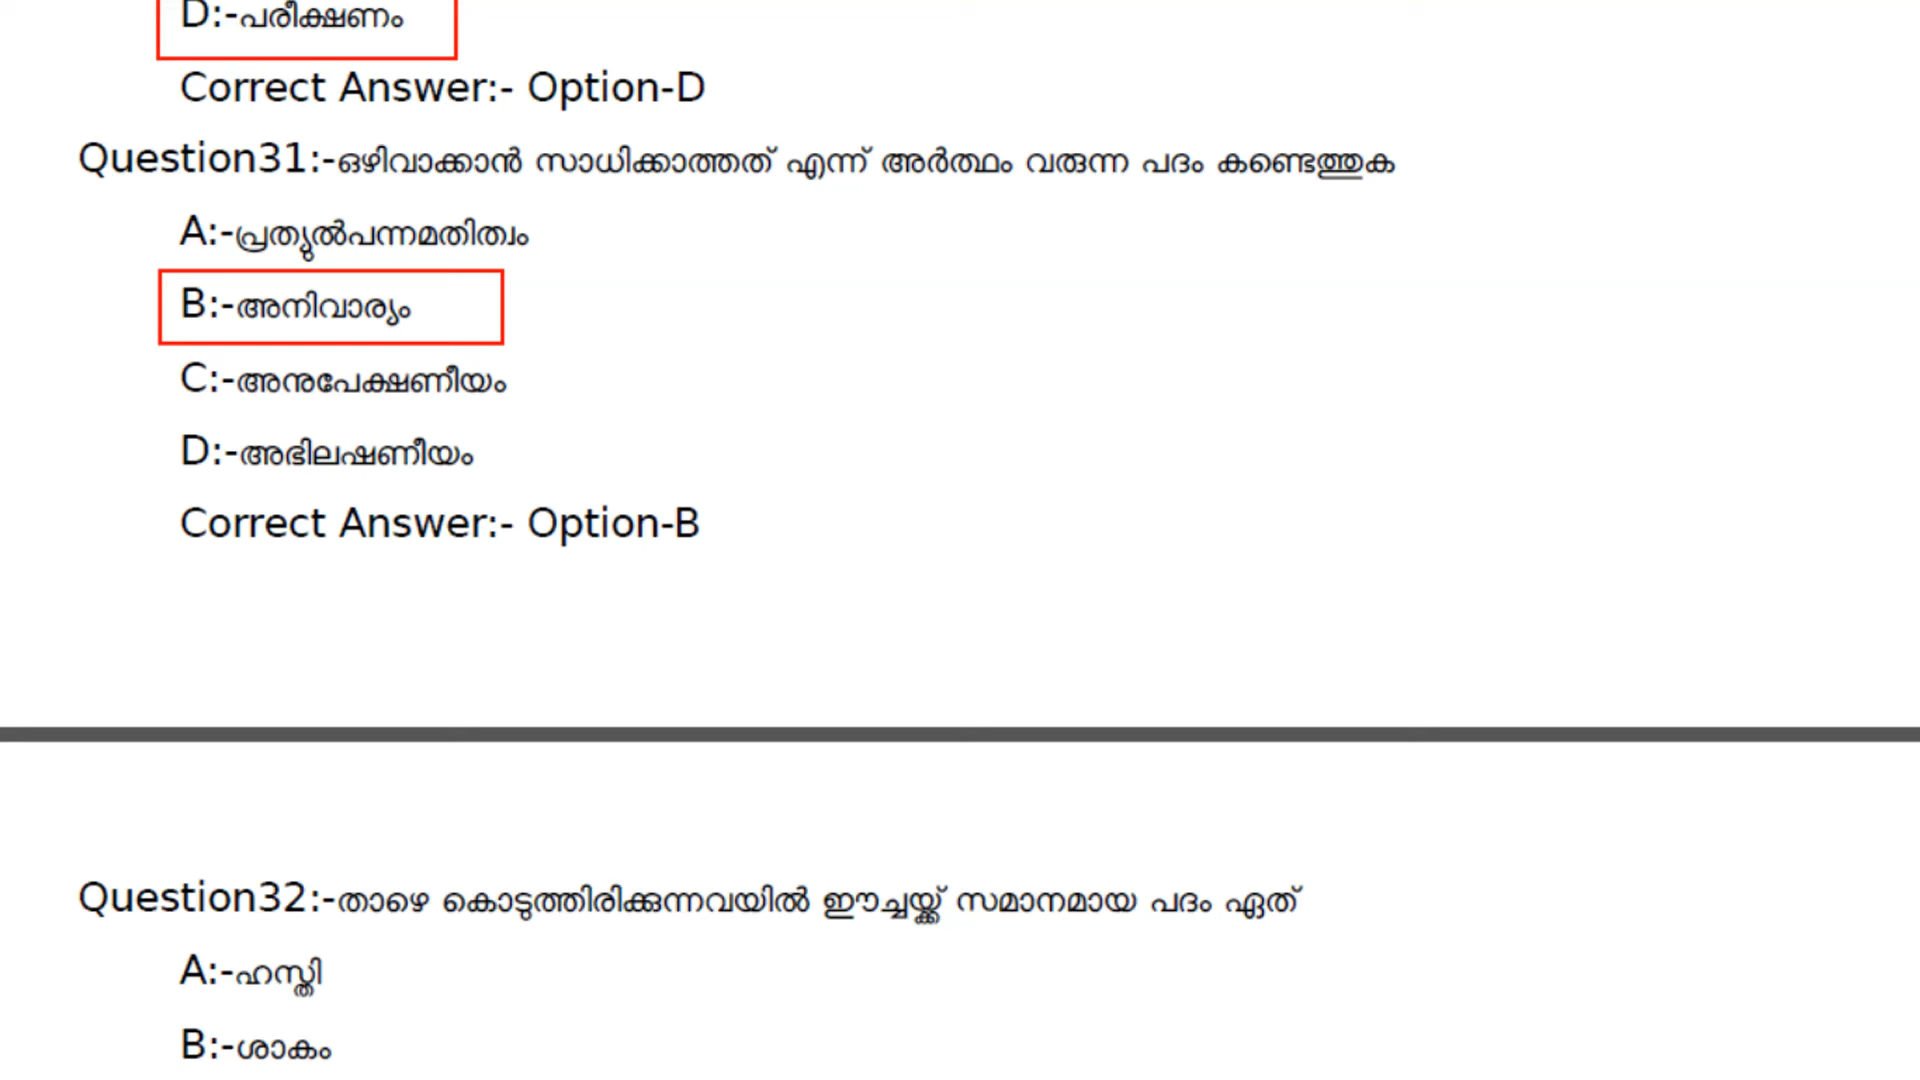 D:-പരീക്ഷണം
Correct Answer:- Option-D
Question31:-ഒഴിവാക്കാൻ സാധിക്കാത്തത് എന്ന് അർത്ഥം വരുന്ന പദം കണ്ടെത്തുക
A:-പ്രത്യുൽപന്നമതിത്വം
B:-അനിവാര്യം
C:-അനുപേക്ഷണീയം
D:-അഭിലഷണീയം
Correct Answer:- Option-B
Question32:-താഴെ കൊടുത്തിരിക്കുന്നവയിൽ ഈച്ചയ്ക്ക് സമാനമായ പദം ഏത്
A:-ഹസ്തി
B:-ശാകം